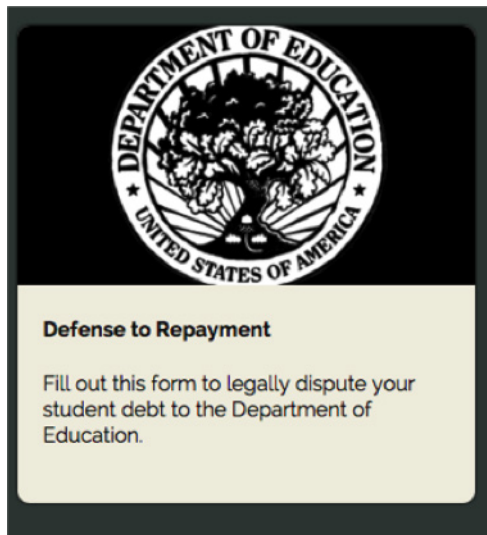 DEPARTMENT OF EDUCATION
UNITED STATES OF AMERICA
Defense to Repayment
Fill out this form to legally dispute your
student debt to the Department of
Education.